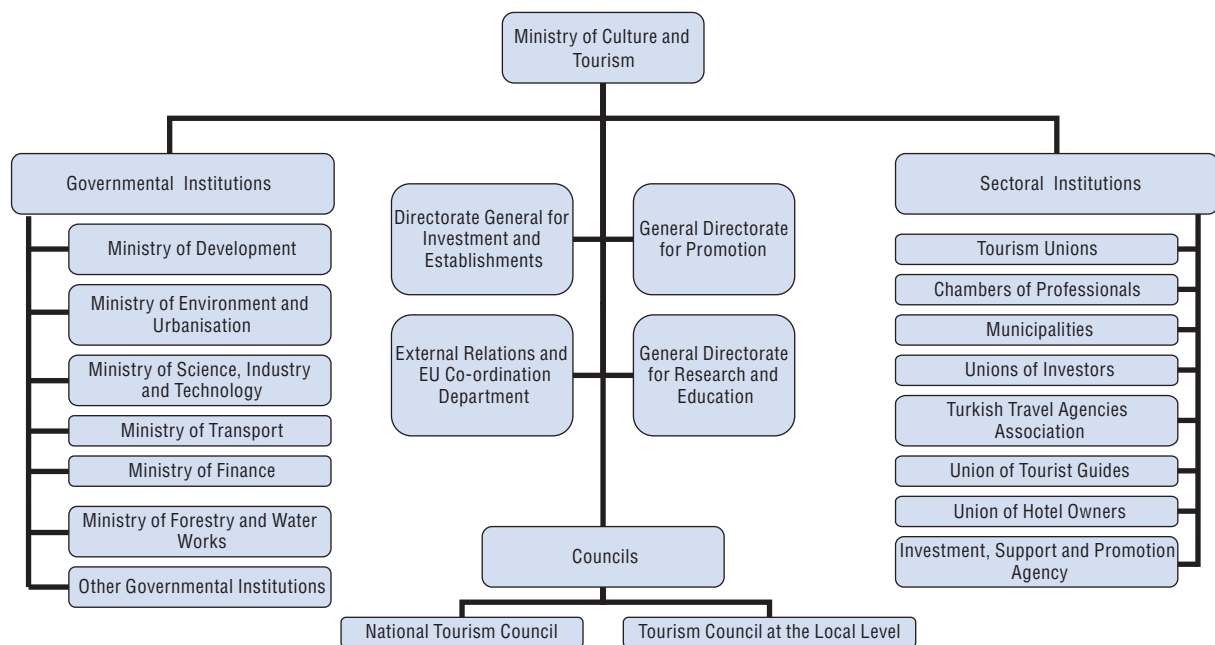 Ministry of Culture and
Tourism
Governmental Institutions
Ministry of Development
Ministry of Environment and
Urbanisation
Ministry of Science, Industry
and Technology
Ministry of Transport
Ministry of Finance
Ministry of Forestry and Water
Works
Other Governmental Institutions
Directorate General for
Investment and
Establishments
General Directorate
for Promotion
External Relations and
EU Co-ordination
Department
General Directorate
for Research and
Education
Councils
National Tourism Council
Tourism Council at the Local Level
Sectoral Institutions
Tourism Unions
Chambers of Professionals
Municipalities
Unions of Investors
Turkish Travel Agencies
Association
Union of Tourist Guides
Union of Hotel Owners
Investment, Support and Promotion
Agency